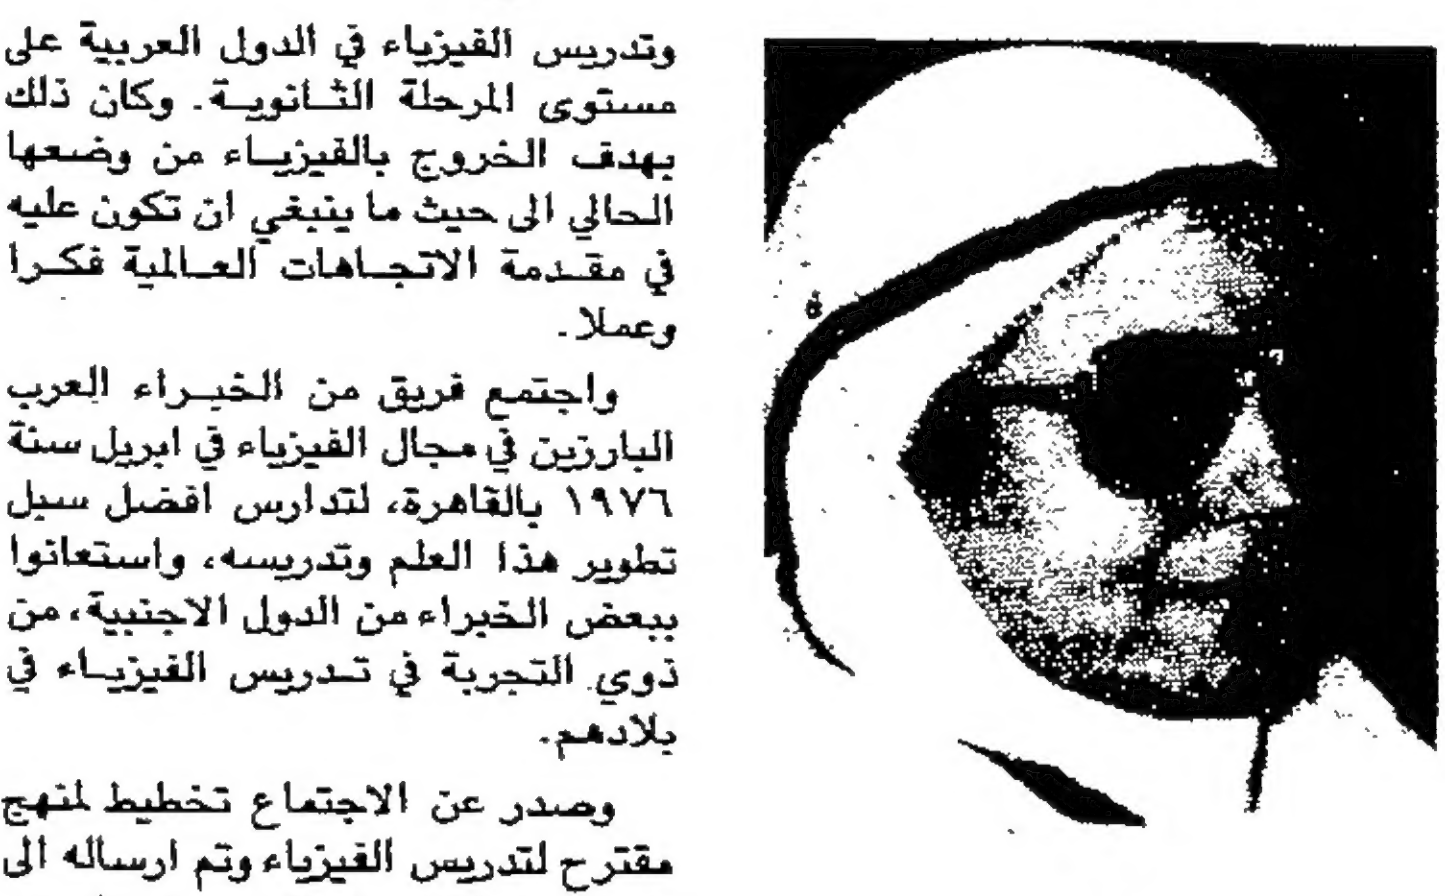 وتدريس الفيزياء في الدول العربية على
مستوى المرحلة الثانوية. وكان ذلك
بهدف الخروج بالفيزياء من وضعها
الحالي الى حيث ما ينبغي ان تكون عليه
في مقدمة الاتجاهات العالمية فكرا
وعملا.
واجتمع فريق من الخبراء العرب
البارزين في مجال الفيزياء في ابريل سنة
١٩٧٦ بالقاهرة، لتدارس افضل سبل
تطوير هذا العلم وتدريسه، واستعانوا
ببعض الخبراء من الدول الاجنبية، من
ذوي التجربة في تدريس الفيزياء في
بلادهم.
وصدر عن الاجتماع تخطيط لمنهج
مقترح لتدريس الفيزياء وتم ارساله الى